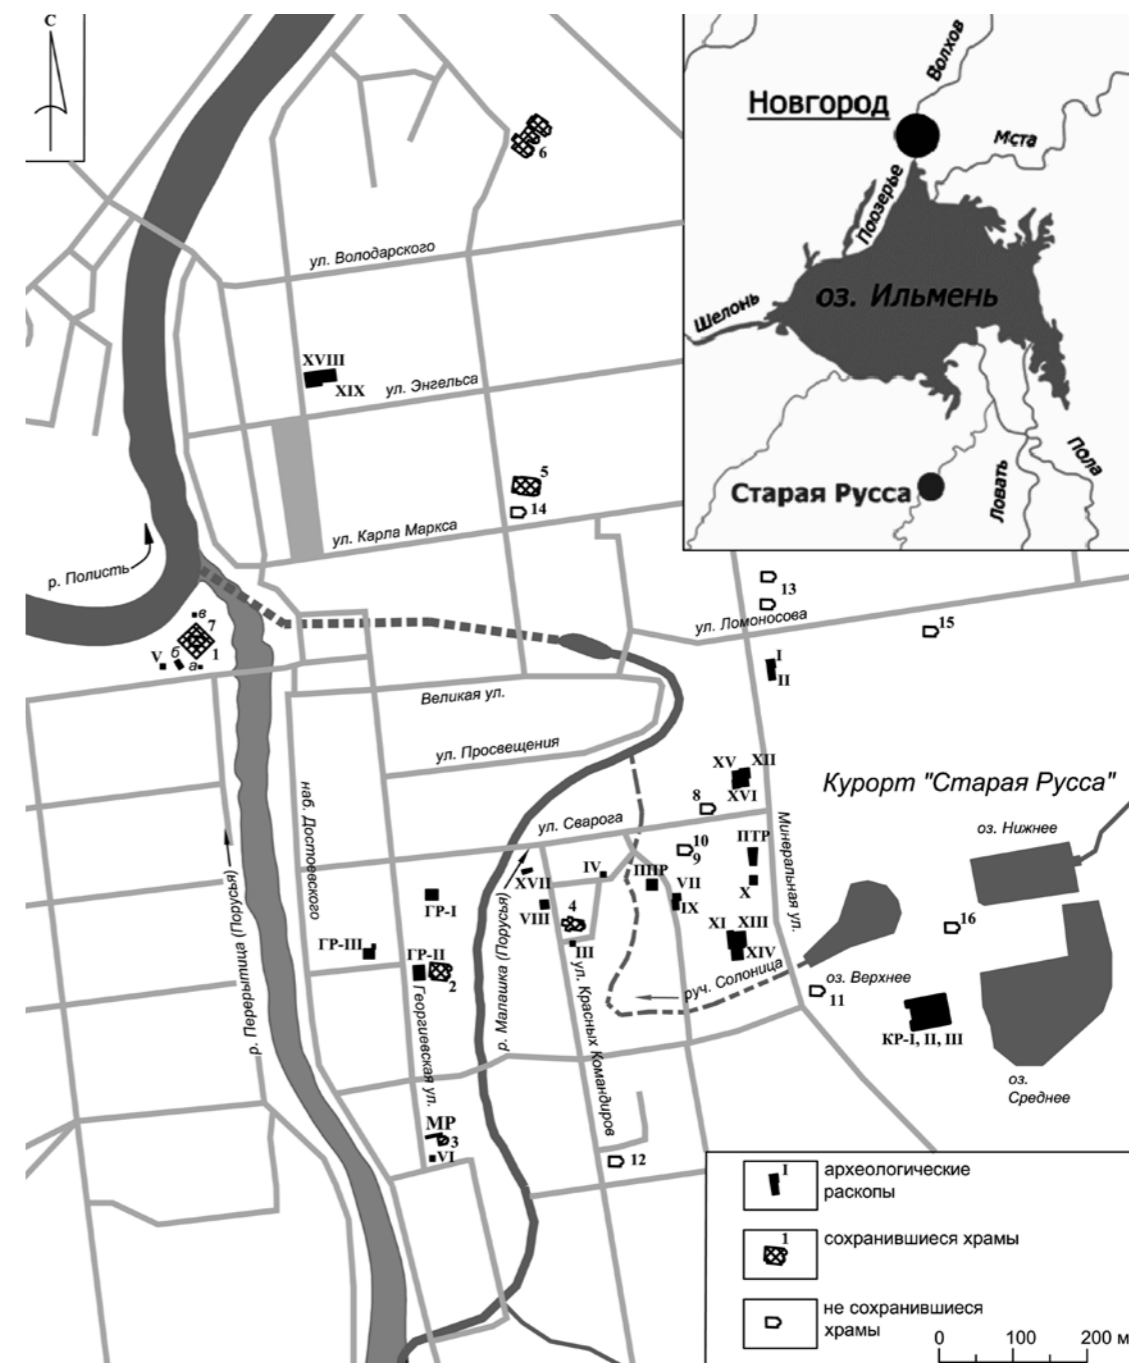 С
Новгород
Волхов
Мста
Поозерье
оз. Ильмень
Шелонь
Старая Русса
Ловать
Пола
6
ул. Володарского
XVIII
XIX
ул. Энгельса
5
14
ул. Карла Маркса
р. Полисть
13
ул. Ломоносова
15
в
7
1
V
б
а
I
II
Великая ул.
ул. Просвещения
XV
XII
XVI
Курорт "Старая Русса"
8
ул. Сварога
оз. Нижнее
наб. Достоевского
Минеральная ул.
10
9
ПТР
X
XVII
IV
ППР
VII
IX
VIII
4
III
ГР-I
ГР-III
ГР-II
2
XI
XIII
XIV
16
р. Перерытица (Порусья)
р. Малашка (Порусья)
руч. Солоница
оз. Верхнее
11
КР-I, II, III
Георгиевская ул.
ул. Красных Командиров
оз.
Среднее
МР
3
VI
12
I
археологические
раскопы
1
сохранившиеся храмы
не сохранившиеся
храмы
0 100 200 м